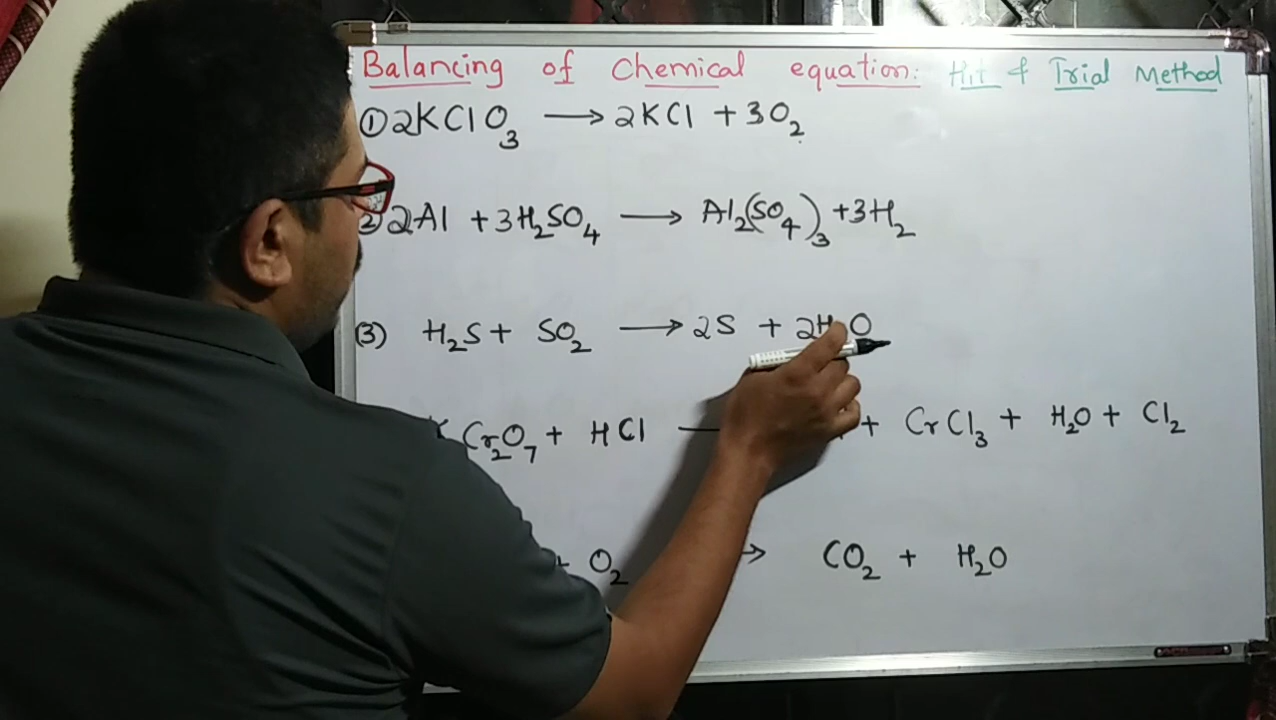 Balancing of Chemical equation: Hit & Trial Method
① 2KClO₃ → 2KCl + 3O₂
2) 2Al + 3H₂SO₄ → Al₂(SO₄)₃ + 3H₂
(3) H₂S + SO₂ → 2S + 2H₂O
Cr₂O₇ + HCl + CrCl₃ + H₂O + Cl₂
+ O₂ → CO₂ + H₂O